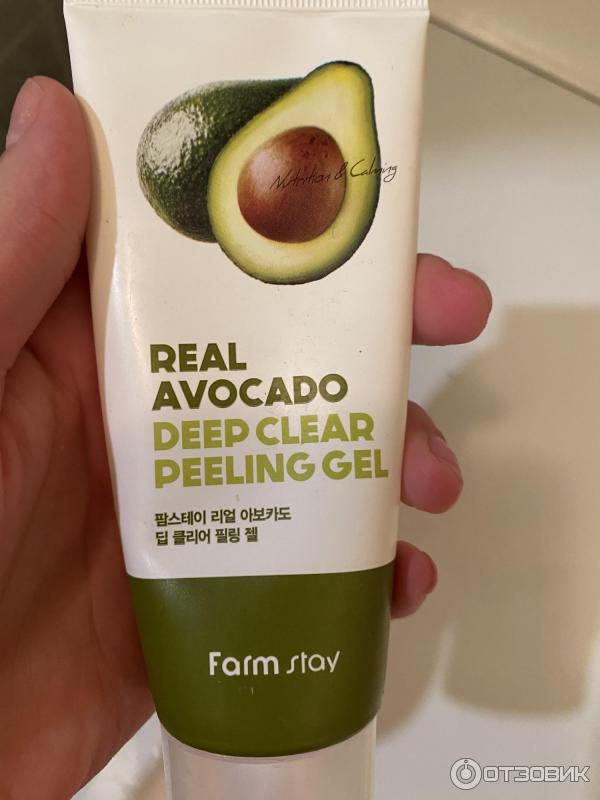 Nutrition & Calming
REAL
AVOCADO
DEEP CLEAR
PEELING GEL
팜스테이 리얼 아보카도
딥 클리어 필링 젤
Farm stay
ОТЗОВИК